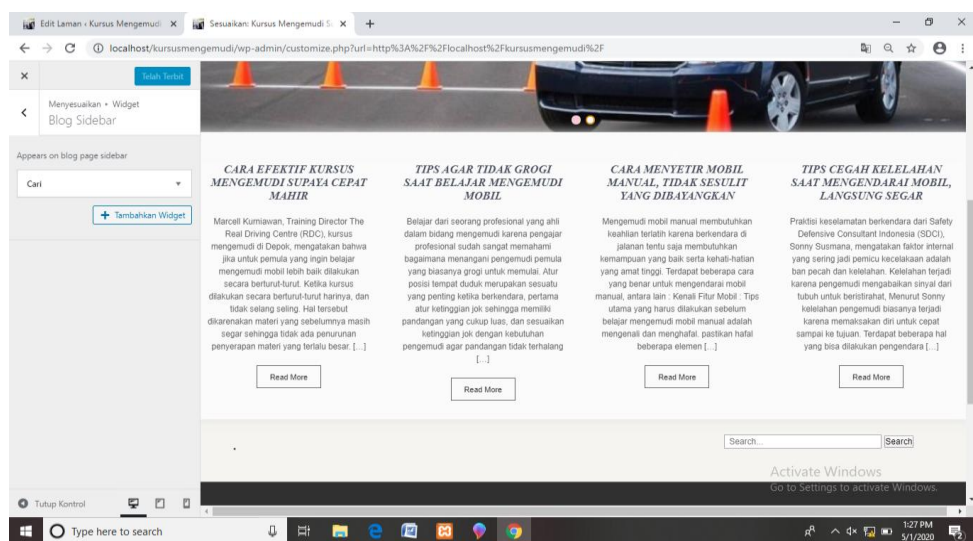 Edit Laman ‹ Kursus Mengemudi
Sesuaikan: Kursus Mengemudi S
localhost/kursusmengemudi/wp-admin/customize.php?url=http%3A%2F%2Flocalhost%2Fkursusmengemudi%2F
Telah Terbit
Menyesuaikan • Widget
Blog Sidebar
Appears on blog page sidebar
Cari
Tambahkan Widget
Tutup Kontrol
CARA EFEKTIF KURSUS
MENGEMUDI SUPAYA CEPAT
MAHIR
Marcell Kurniawan, Training Director The
Real Driving Centre (RDC), kursus
mengemudi di Depok, mengatakan bahwa
jika untuk pemula yang ingin belajar
mengemudi mobil lebih baik dilakukan
secara berturut-turut. Ketika kursus
dilakukan secara berturut-turut harinya, dan
tidak selang seling. Hal tersebut
dikarenakan materi yang sebelumnya masih
segar sehingga tidak ada penurunan
penyerapan materi yang terlalu besar. […]
Read More
TIPS AGAR TIDAK GROGI
SAAT BELAJAR MENGEMUDI
MOBIL
Belajar dari seorang profesional yang ahli
dalam bidang mengemudi karena pengajar
profesional sudah sangat memahami
bagaimana menangani pengemudi pemula
yang biasanya grogi untuk memulai. Atur
posisi tempat duduk merupakan sesuatu
yang penting ketika berkendara, pertama
atur ketinggian jok sehingga memiliki
pandangan yang cukup luas, dan sesuaikan
ketinggian jok dengan kebutuhan
pengemudi agar pandangan tidak terhalang
[…]
Read More
CARA MENYETIR MOBIL
MANUAL, TIDAK SESULIT
YANG DIBAYANGKAN
Mengemudi mobil manual membutuhkan
keahlian terlatih karena berkendara di
jalanan tentu saja membutuhkan
kemampuan yang baik serta kehati-hatian
yang amat tinggi. Terdapat beberapa cara
yang benar untuk mengendarai mobil
manual, antara lain : Kenali Fitur Mobil : Tips
utama yang harus dilakukan sebelum
belajar mengemudi mobil manual adalah
mengenali dan menghafal. pastikan hafal
beberapa elemen […]
Read More
TIPS CEGAH KELELAHAN
SAAT MENGENDARAI MOBIL,
LANGSUNG SEGAR
Praktisi keselamatan berkendara dari Safety
Defensive Consultant Indonesia (SDCI),
Sonny Susmana, mengatakan faktor internal
yang sering jadi pemicu kecelakaan adalah
ban pecah dan kelelahan. Kelelahan terjadi
karena pengemudi mengabaikan sinyal dari
tubuh untuk beristirahat, Menurut Sonny
kelelahan pengemudi biasanya terjadi
karena memaksakan diri untuk cepat
sampai ke tujuan. Terdapat beberapa hal
yang bisa dilakukan pengendara […]
Read More
Search...
Search
Activate Windows
Go to Settings to activate Windows.
Type here to search
1:27 PM
5/1/2020